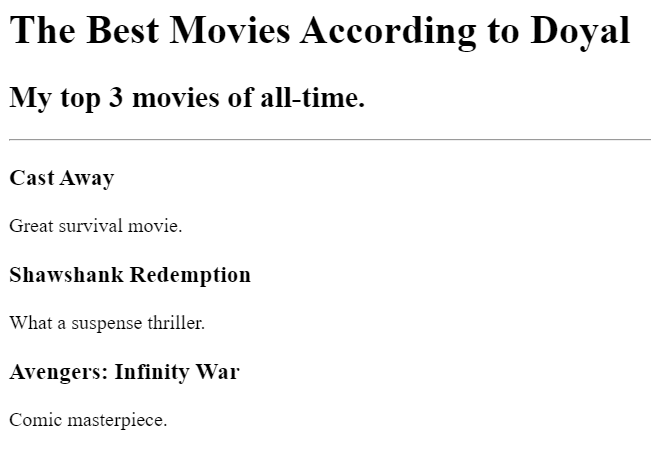 The Best Movies According to Doyal
My top 3 movies of all-time.
Cast Away
Great survival movie.
Shawshank Redemption
What a suspense thriller.
Avengers: Infinity War
Comic masterpiece.